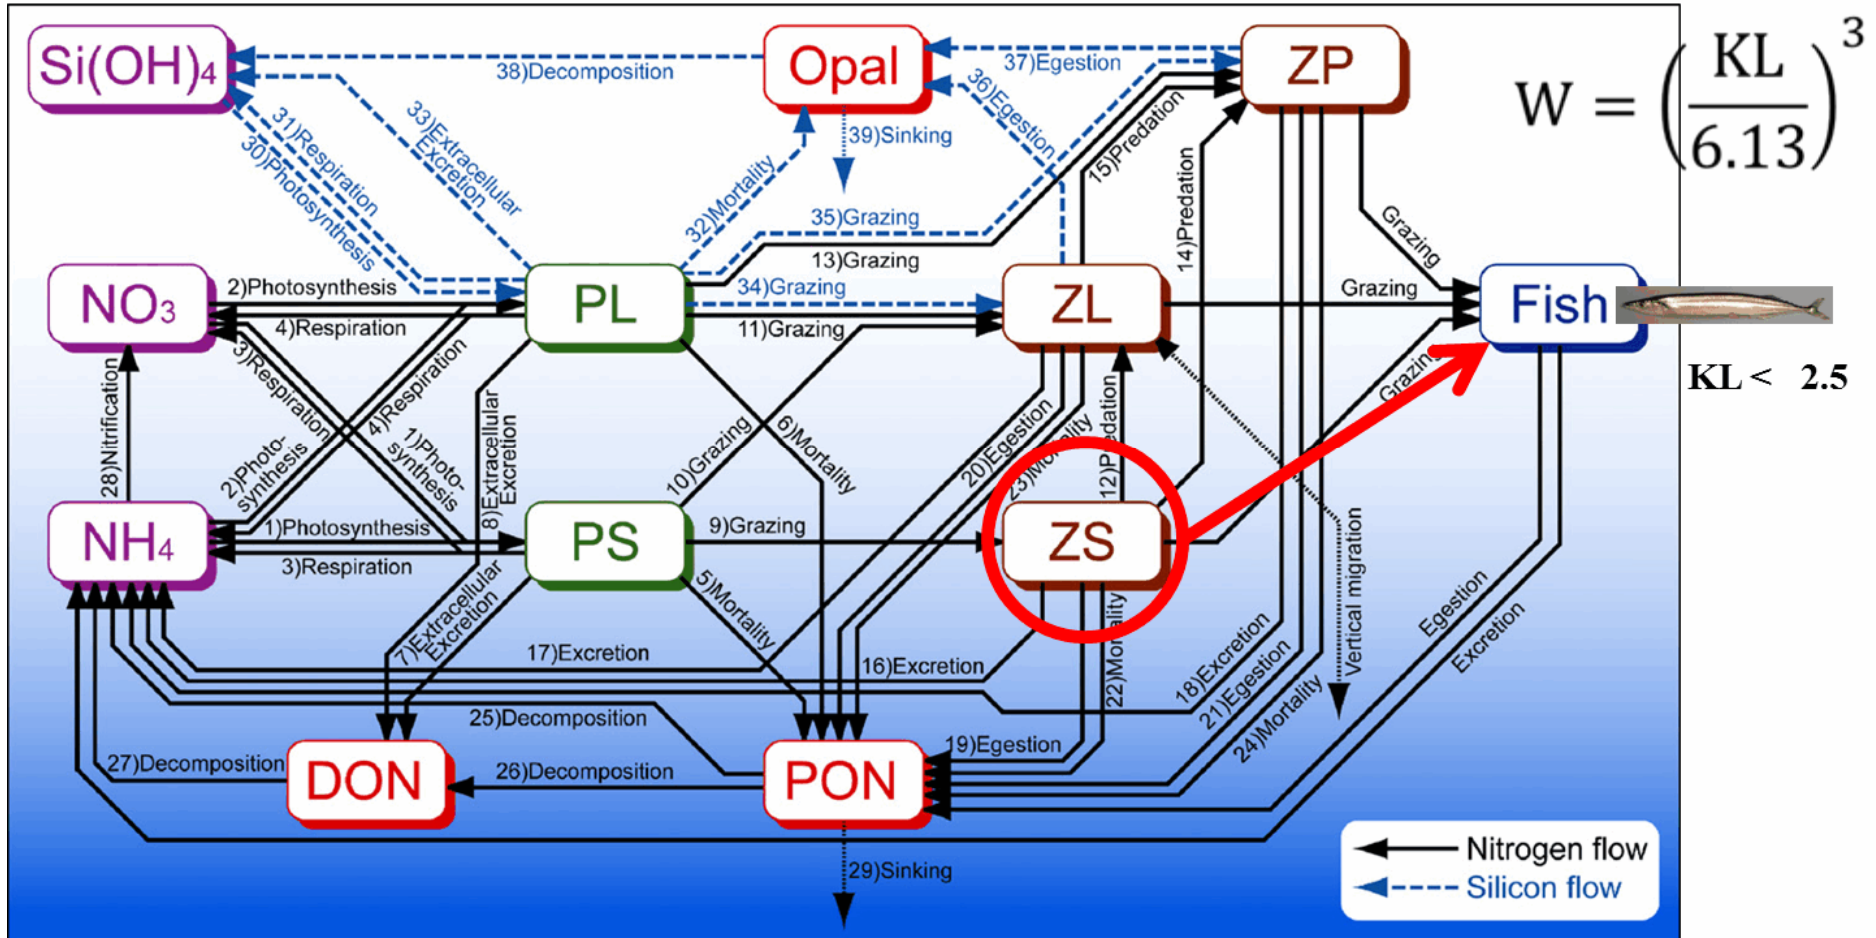 Si(OH)4
Opal
ZP
W = (KL/6.13)^3
38)Decomposition
37)Egestion
36)Egestion
39)Sinking
15)Predation
33)Extracellular
Excretion
31)Respiration
30)Photosynthesis
32)Mortality
35)Grazing
13)Grazing
14)Predation
Grazing
NO3
2)Photosynthesis
4)Respiration
PL
34)Grazing
11)Grazing
ZL
Grazing
Fish
KL < 2.5
Grazing
28)Nitrification
3)Respiration
4)Respiration
2)Photo-
synthesis
1)Photo-
synthesis
8)Extracellular
Excretion
10)Grazing
6)Mortality
20)Egestion
23)Mortality
12)Predation
NH4
1)Photosynthesis
3)Respiration
PS
9)Grazing
ZS
Vertical migration
7)Extracellular
Excretion
5)Mortality
22)Mortality
17)Excretion
16)Excretion
18)Excretion
21)Egestion
24)Mortality
Egestion
Excretion
25)Decomposition
19)Egestion
27)Decomposition
DON
26)Decomposition
PON
29)Sinking
Nitrogen flow
Silicon flow